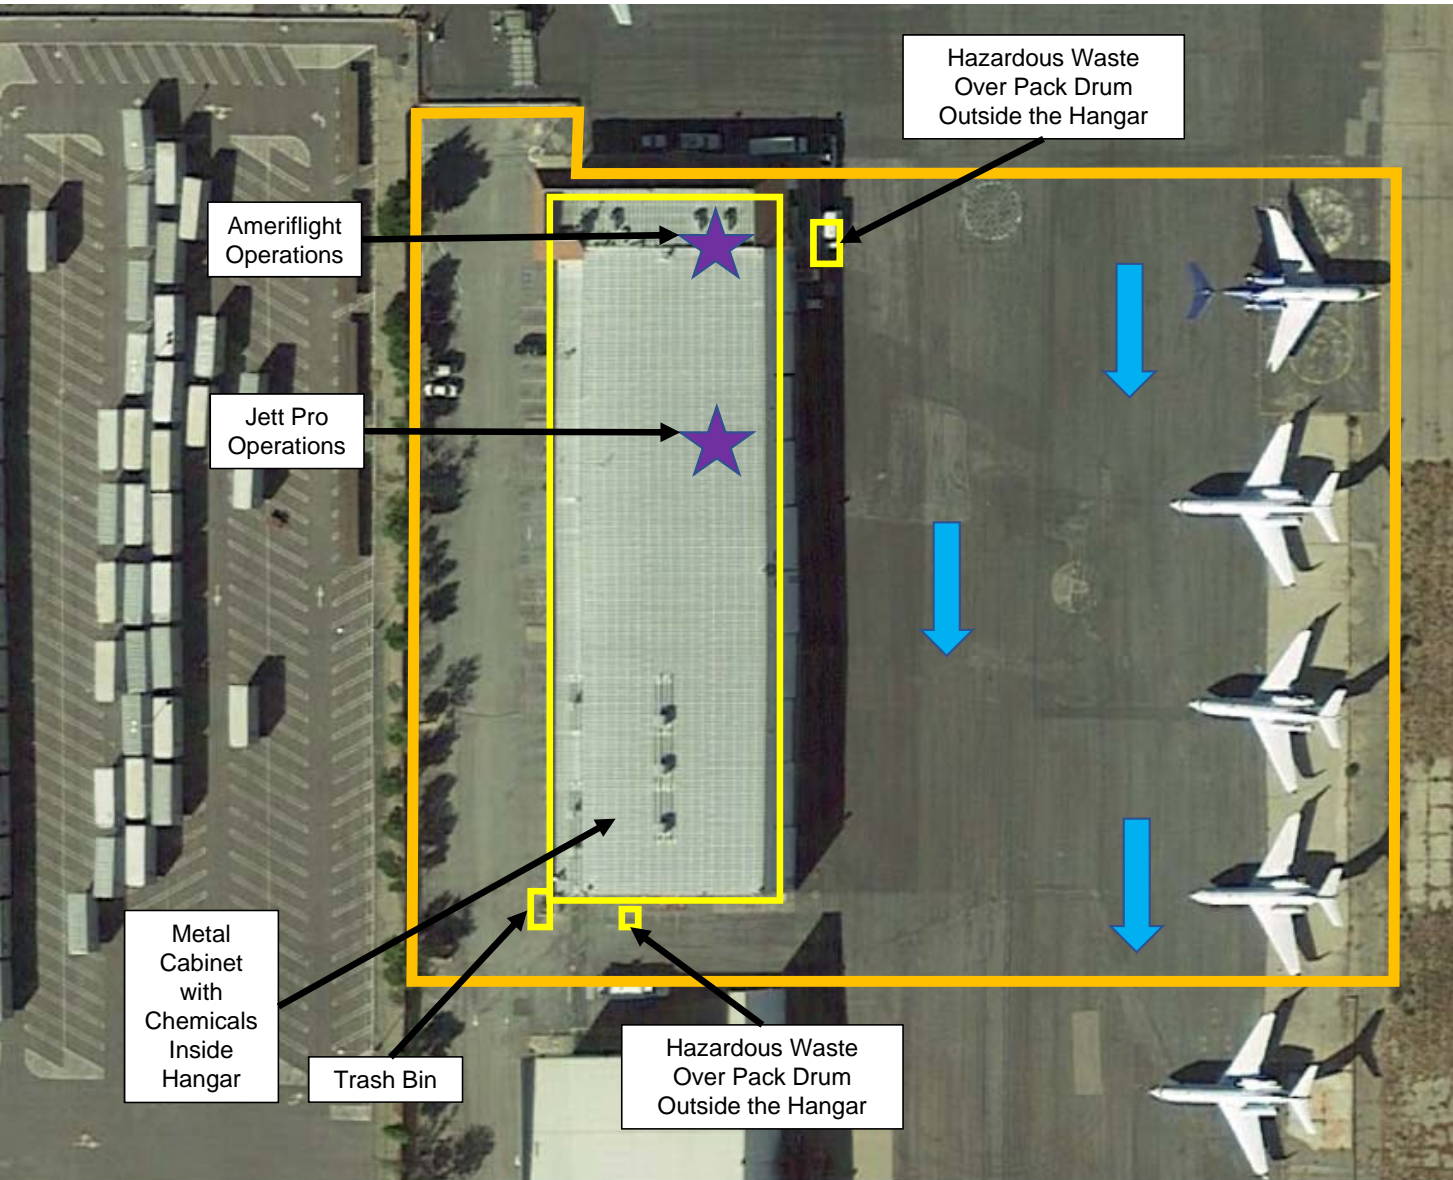 Hazardous Waste
Over Pack Drum
Outside the Hangar
Ameriflight
Operations
Jett Pro
Operations
Metal
Cabinet
with
Chemicals
Inside
Hangar
Trash Bin
Hazardous Waste
Over Pack Drum
Outside the Hangar